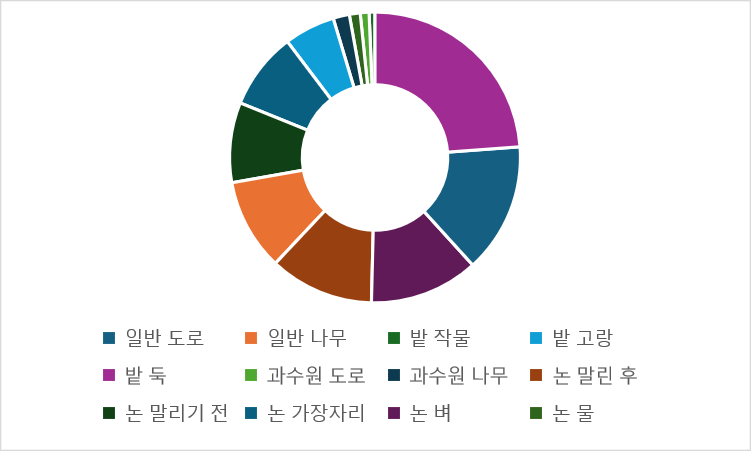 일반 도로 일반 나무 밭 작물 밭 고랑
밭 둑 과수원 도로 과수원 나무 논 말린 후
논 말리기 전 논 가장자리 논 벼 논 물